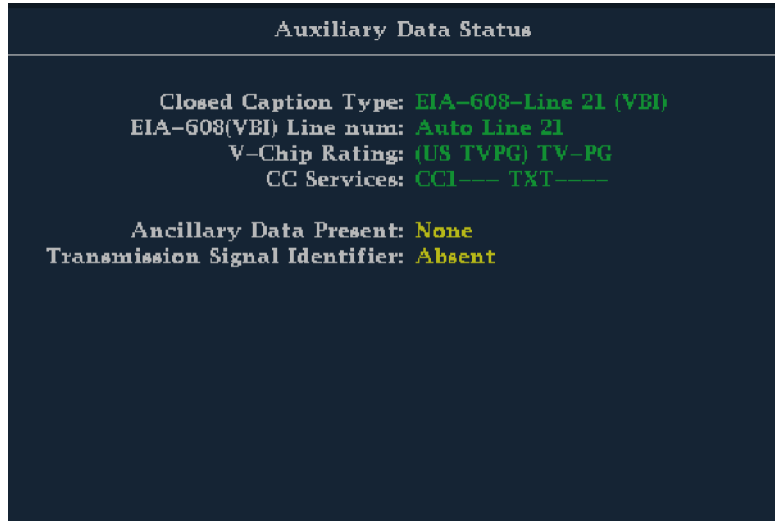 Auxiliary Data Status
Closed Caption Type: EIA–608–Line 21 (VBI)
EIA–608(VBI) Line num: Auto Line 21
V–Chip Rating: (US TVPG) TV–PG
CC Services: CC1––– TXT––––
Ancillary Data Present: None
Transmission Signal Identifier: Absent